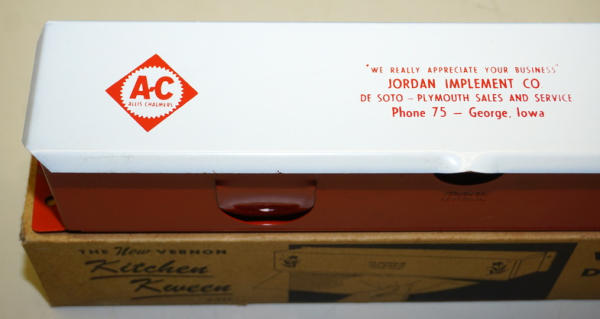 A-C
ALLIS CHALMERS
"WE REALLY APPRECIATE YOUR BUSINESS"
JORDAN IMPLEMENT CO.
DE SOTO - PLYMOUTH SALES AND SERVICE
Phone 75 - George, Iowa
THE New VERNON
Kitchen
Kween